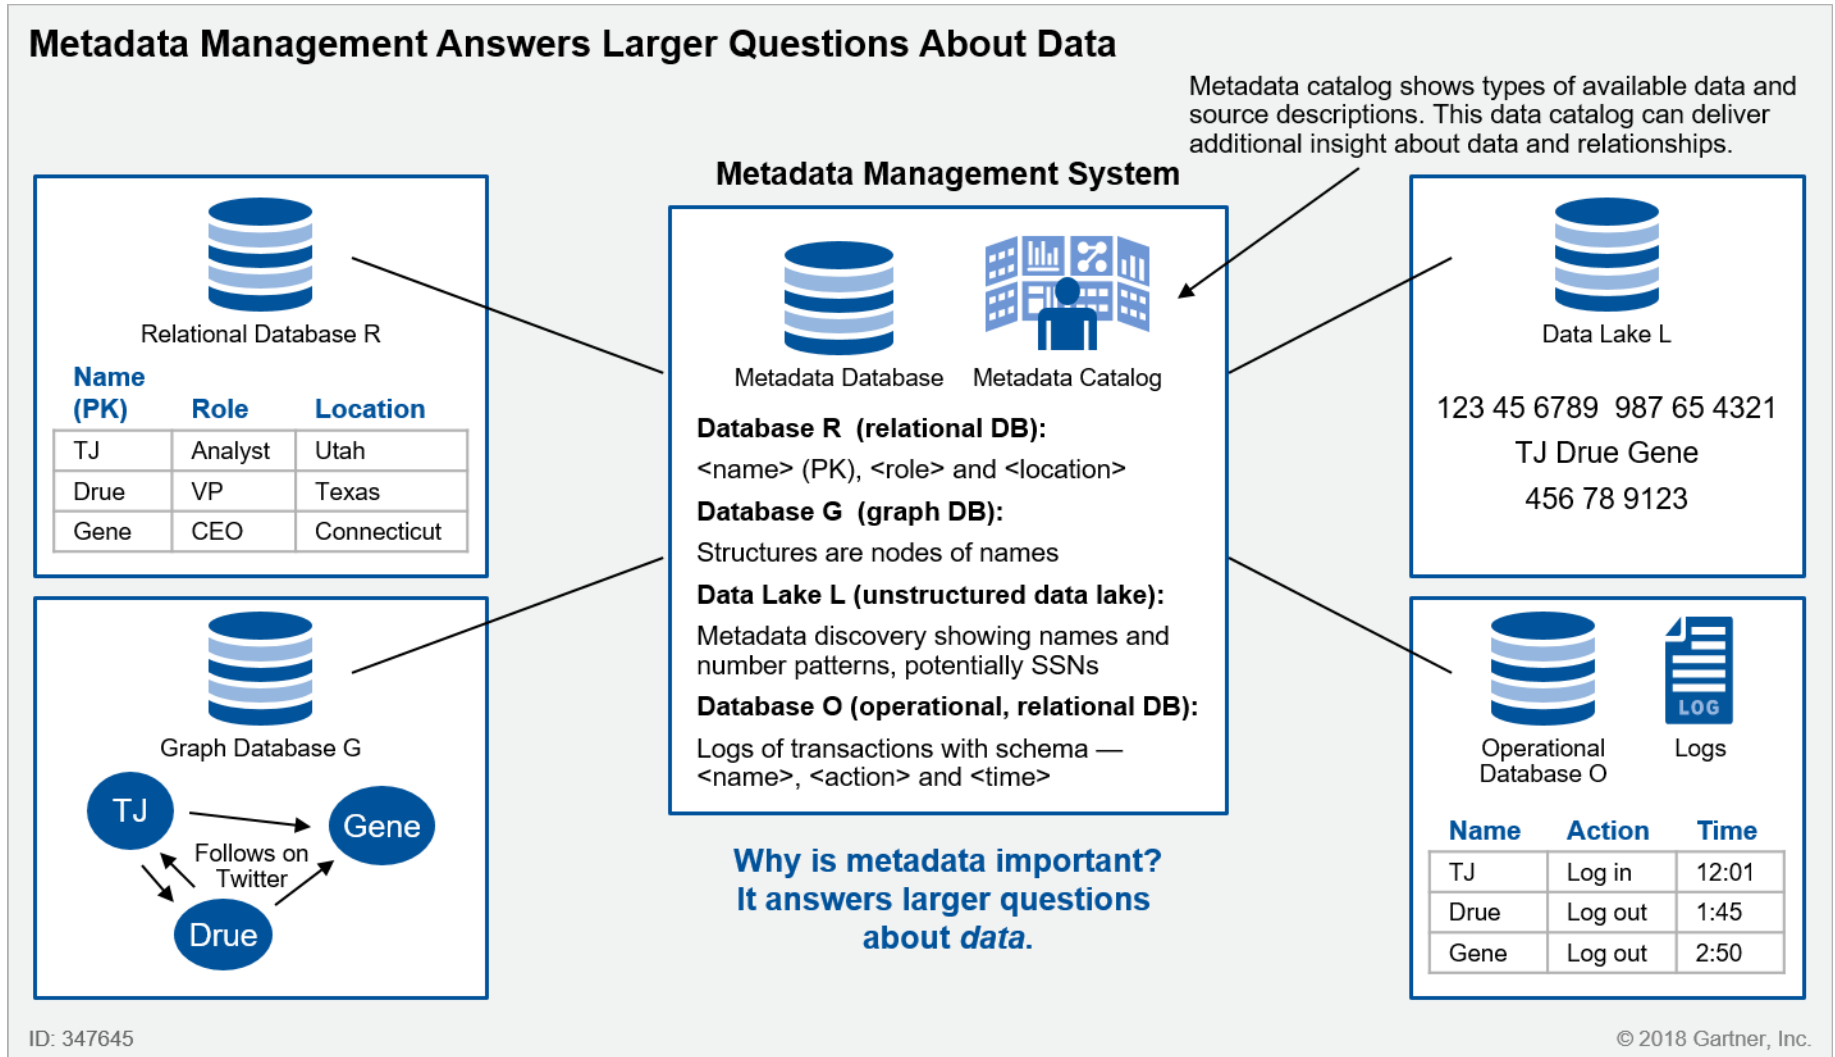 Metadata Management Answers Larger Questions About Data
Metadata catalog shows types of available data and
source descriptions. This data catalog can deliver
additional insight about data and relationships.
Relational Database R
Name
(PK) Role Location
TJ Analyst Utah
Drue VP Texas
Gene CEO Connecticut
Graph Database G
TJ
Gene
Follows on
Twitter
Drue
Metadata Management System
Metadata Database Metadata Catalog
Database R (relational DB):
<name> (PK), <role> and <location>
Database G (graph DB):
Structures are nodes of names
Data Lake L (unstructured data lake):
Metadata discovery showing names and
number patterns, potentially SSNs
Database O (operational, relational DB):
Logs of transactions with schema —
<name>, <action> and <time>
Why is metadata important?
It answers larger questions
about data.
Data Lake L
123 45 6789 987 65 4321
TJ Drue Gene
456 78 9123
LOG
Operational
Database O
Logs
Name Action Time
TJ Log in 12:01
Drue Log out 1:45
Gene Log out 2:50
ID: 347645
© 2018 Gartner, Inc.